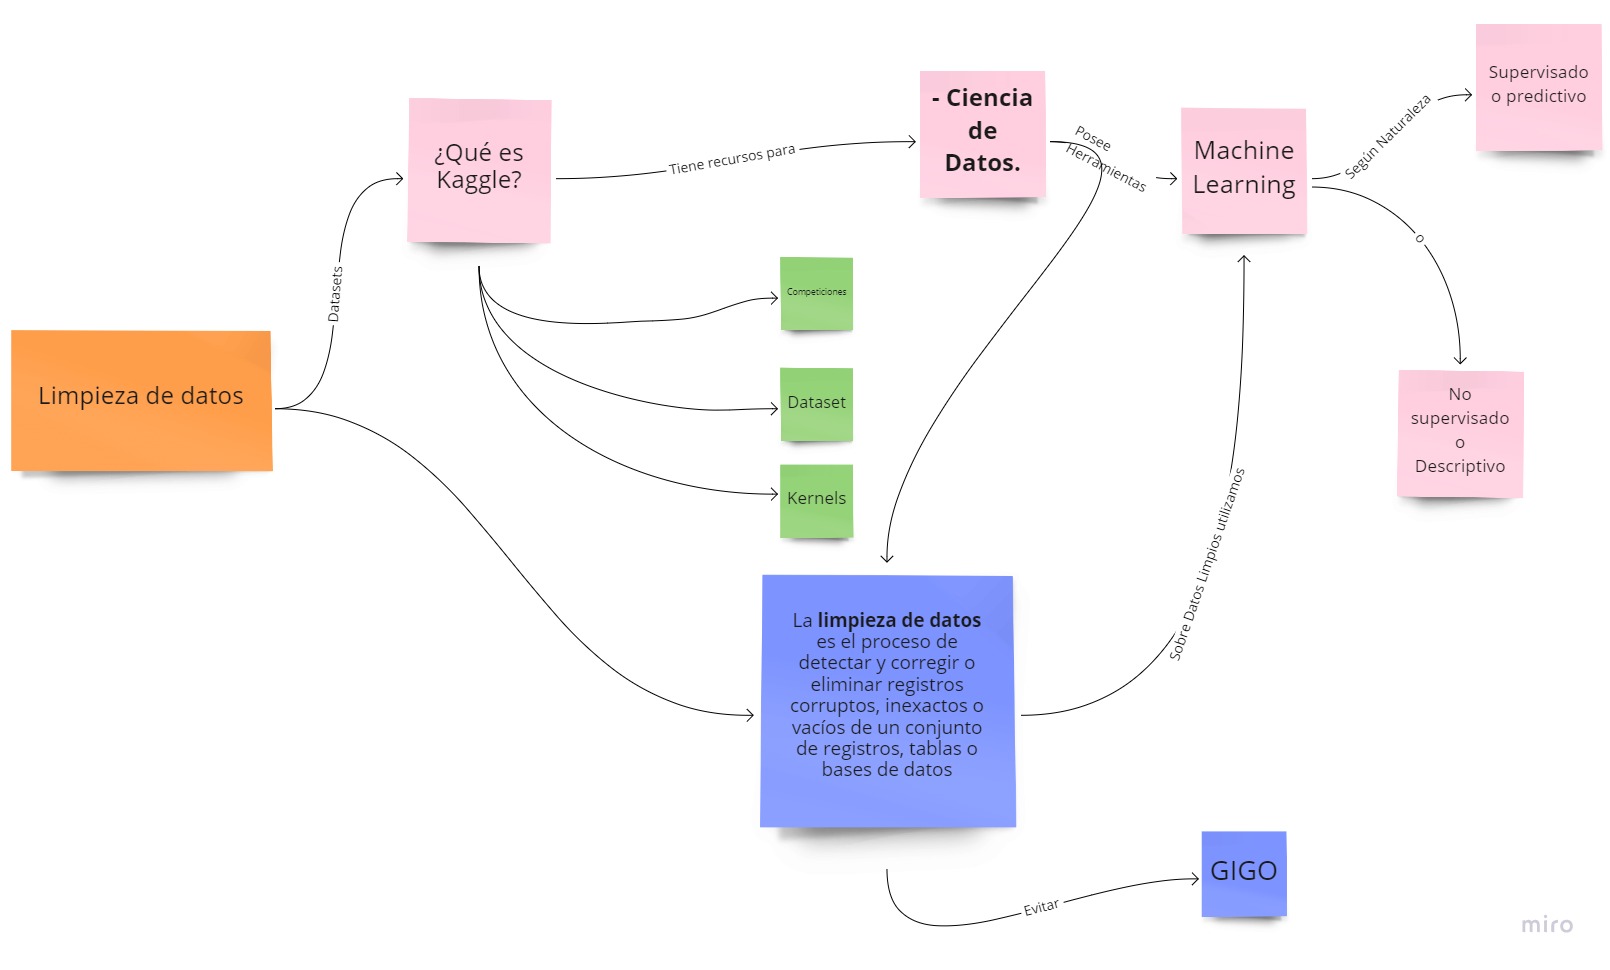 Supervisado
o predictivo
- Ciencia
de
Datos.
¿Qué es
Kaggle?
Tiene recursos para
Posee
Herramientas
Machine
Learning
Según Naturaleza
o
Datasets
Competiciones
Limpieza de datos
Dataset
No
supervisado
o
Descriptivo
Kernels
Sobre Datos Limpios utilizamos
La limpieza de datos
es el proceso de
detectar y corregir o
eliminar registros
corruptos, inexactos o
vacíos de un conjunto
de registros, tablas o
bases de datos
GIGO
Evitar
miro